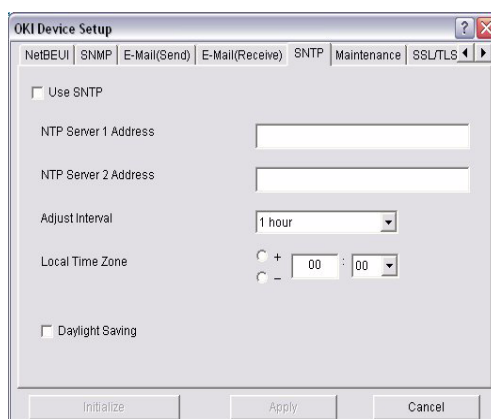 OKI Device Setup
NetBEUI SNMP E-Mail(Send) E-Mail(Receive) SNTP Maintenance SSL/TLS
Use SNTP
NTP Server 1 Address
NTP Server 2 Address
Adjust Interval 1 hour
Local Time Zone + 00 : 00
−
Daylight Saving
Initialize Apply Cancel